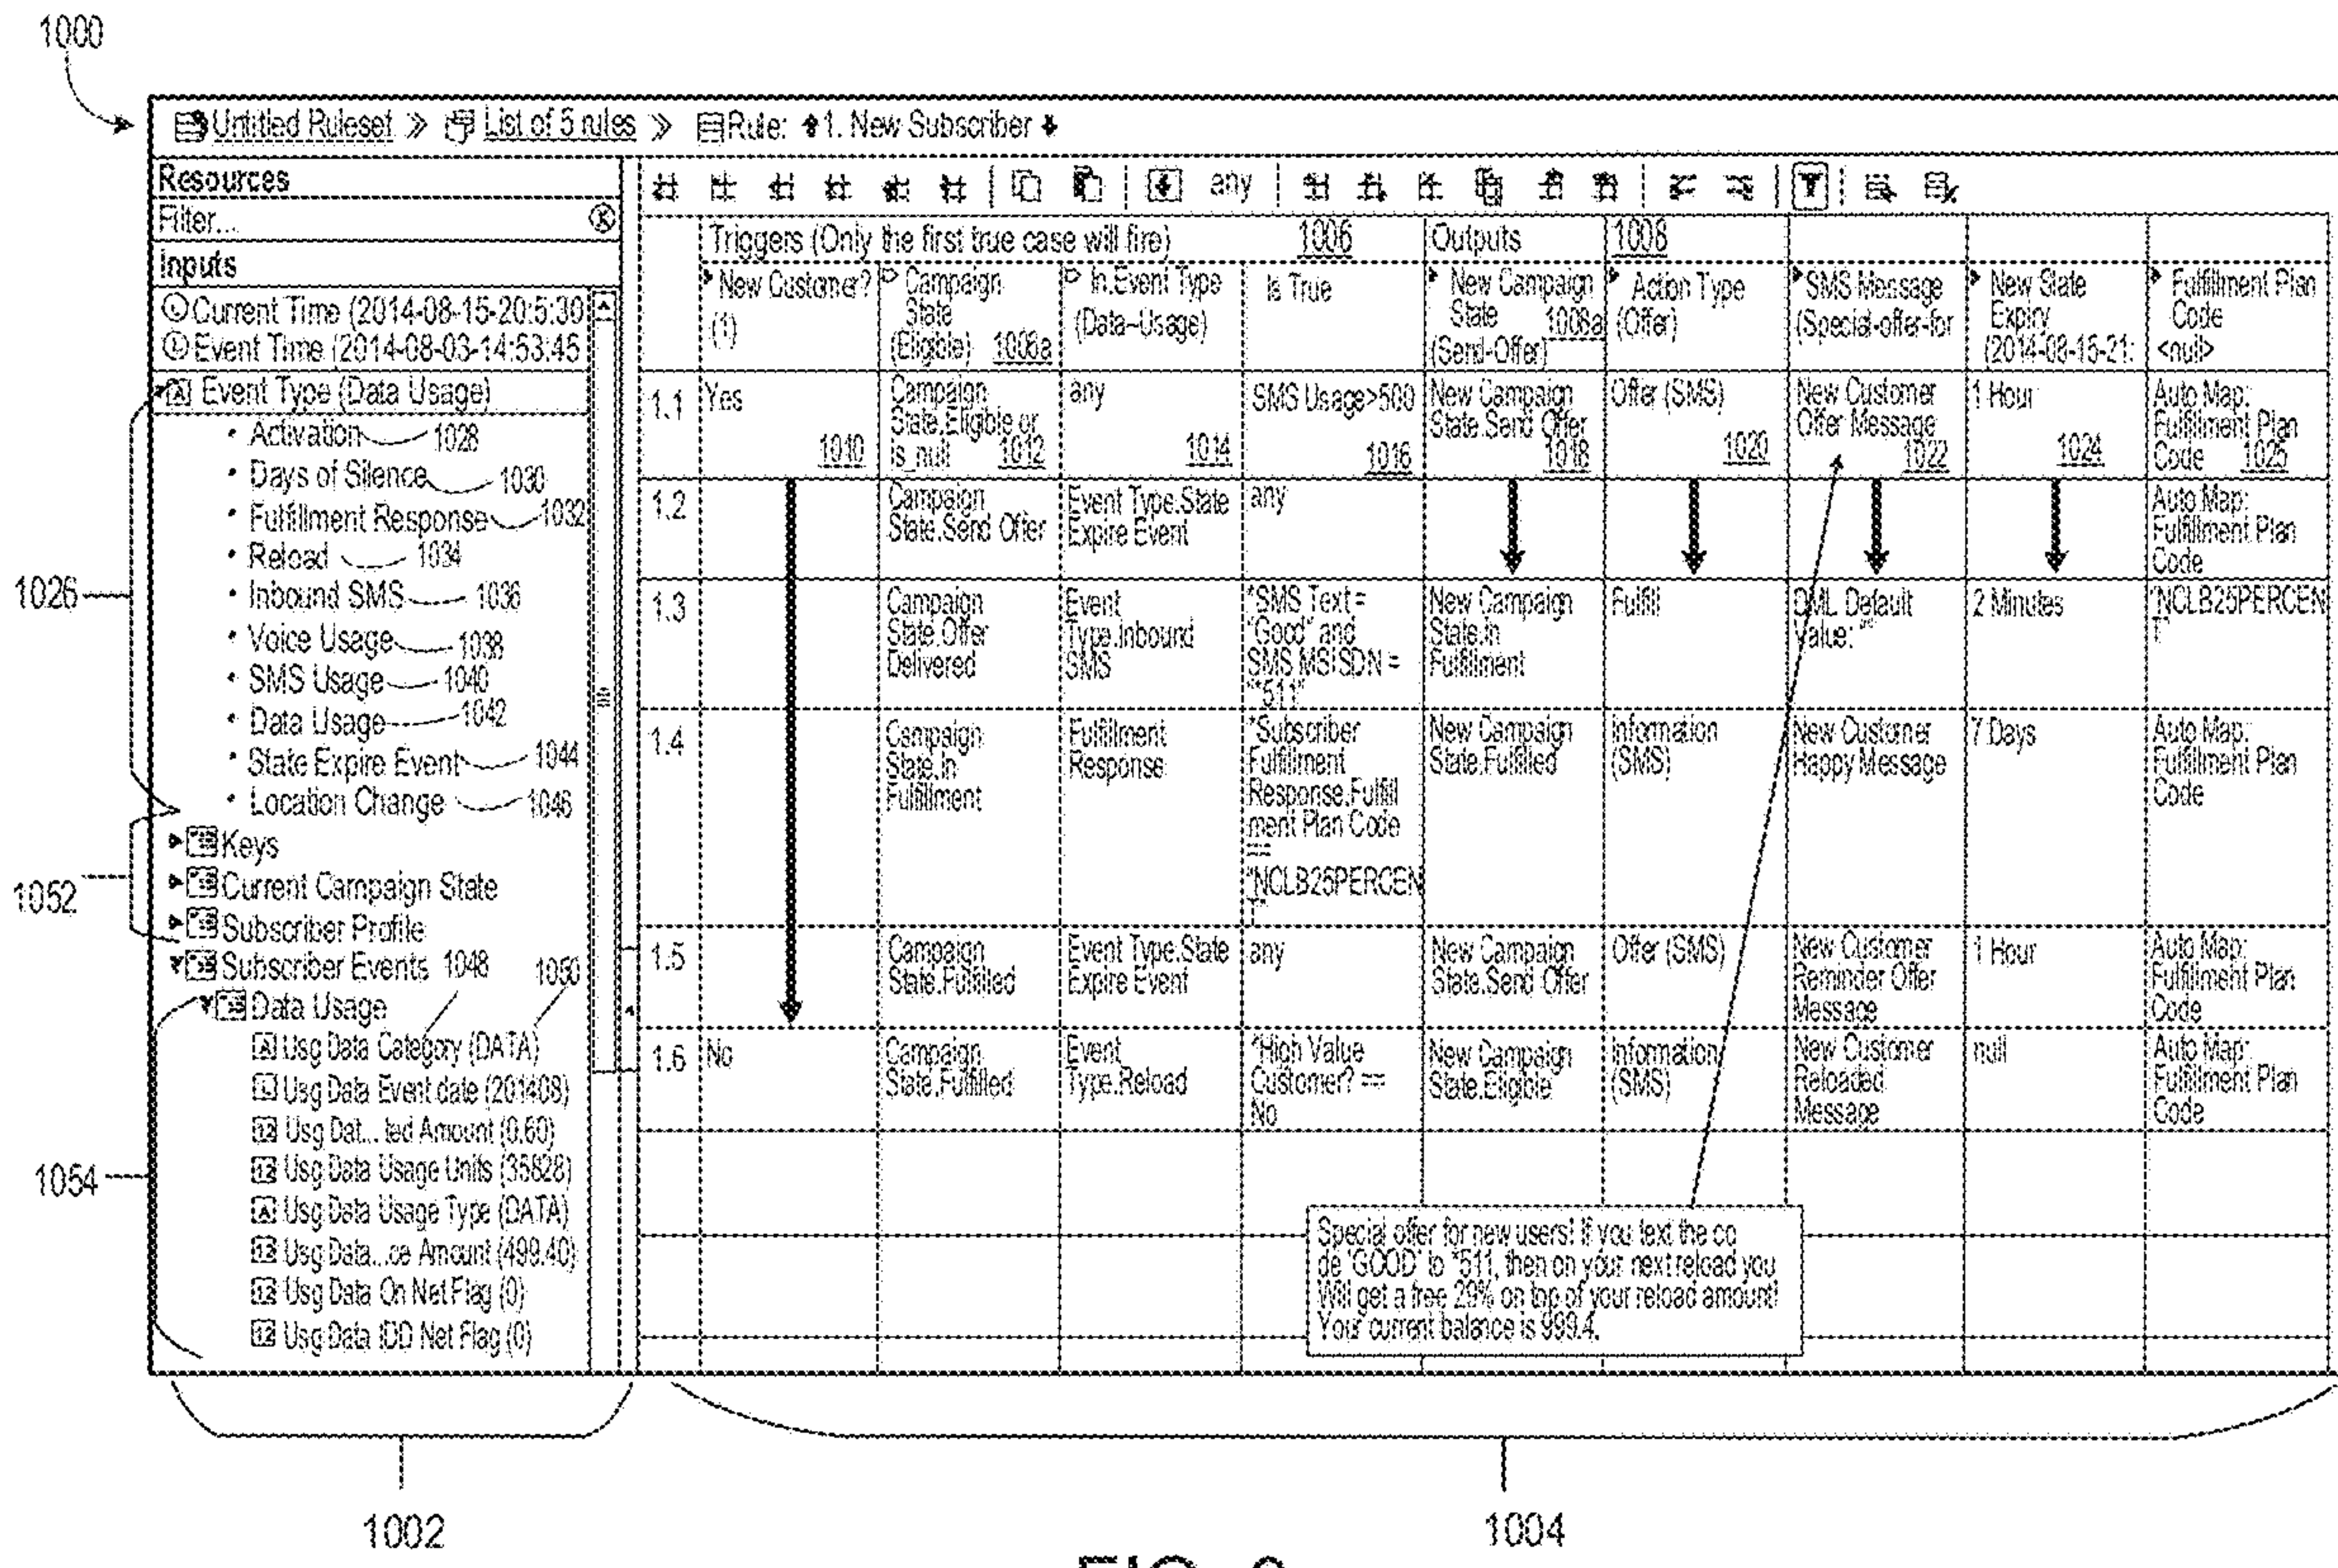 1000
Untitled Ruleset >> List of 5 rules >> Rule: 1. New Subscriber
Resources
Filter...
Inputs
Current Time (2014-08-15-20:5:30
Event Time (2014-08-03-14:53:45
Event Type (Data Usage)
• Activation 1028
• Days of Silence 1030
• Fulfillment Response 1032
• Reload 1034
• Inbound SMS 1036
• Voice Usage 1038
• SMS Usage 1040
• Data Usage 1042
• State Expire Event 1044
• Location Change 1046
1026
Keys
Current Campaign State
Subscriber Profile
1052
Subscriber Events 1048 1050
Data Usage
Usg Data Category (DATA)
Usg Data Event date (201408)
Usg Dat... ted Amount (0.60)
Usg Data Usage Units (35828)
Usg Data Usage Type (DATA)
Usg Data...ce Amount (499.40)
Usg Data On Net Flag (0)
Usg Data IDD Net Flag (0)
1054
any
Triggers (Only the first true case will fire) 1006
Outputs 1008
New Customer?
(1)
Campaign
State
(Eligible) 1006a
In.Event Type
(Data-Usage)
Is True
New Campaign
State 1008a
(Send-Offer)
Action Type
(Offer)
SMS Message
(Special-offer-for
New State
Expiry
(2014-08-15-21:
Fulfillment Plan
Code
<null>
1.1
Yes
1010
Campaign
State.Eligible or
is_null 1012
any
1014
SMS Usage>500
1016
New Campaign
State.Send Offer
1018
Offer (SMS)
1020
New Customer
Offer Message
1022
1 Hour
1024
Auto Map:
Fulfillment Plan
Code 1025
1.2
Campaign
State.Send Offer
Event Type.State
Expire Event
any
Auto Map:
Fulfillment Plan
Code
1.3
Campaign
State.Offer
Delivered
Event
Type.Inbound
SMS
"SMS Text =
"Good" and
SMS MSISDN =
"*511"
New Campaign
State.In
Fulfillment
Fulfill
DML Default
Value: ""
2 Minutes
"NCLB25PERCEN
T"
1.4
Campaign
State.In
Fulfillment
Fulfillment
Response
"Subscriber
Fulfillment
Response.Fulfill
ment Plan Code
==
"NCLB25PERCEN
T"
New Campaign
State.Fulfilled
Information
(SMS)
New Customer
Happy Message
7 Days
Auto Map:
Fulfillment Plan
Code
1.5
Campaign
State.Fulfilled
Event Type.State
Expire Event
any
New Campaign
State.Send Offer
Offer (SMS)
New Customer
Reminder Offer
Message
1 Hour
Auto Map:
Fulfillment Plan
Code
1.6
No
Campaign
State.Fulfilled
Event
Type.Reload
"High Value
Customer? ==
No
New Campaign
State.Eligible
Information
(SMS)
New Customer
Reloaded
Message
null
Auto Map:
Fulfillment Plan
Code
Special offer for new users! If you text the co
de 'GOOD' to *511, then on your next reload you
Will get a free 29% on top of your reload amount!
Your current balance is 999.4.
1002
1004